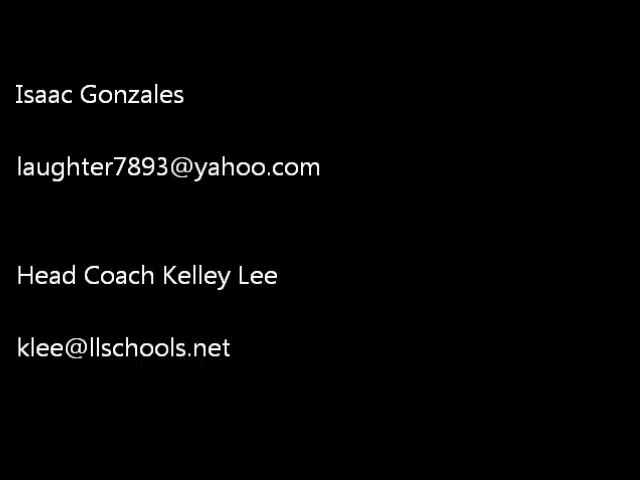 Isaac Gonzales
laughter7893@yahoo.com
Head Coach Kelley Lee
klee@llschools.net